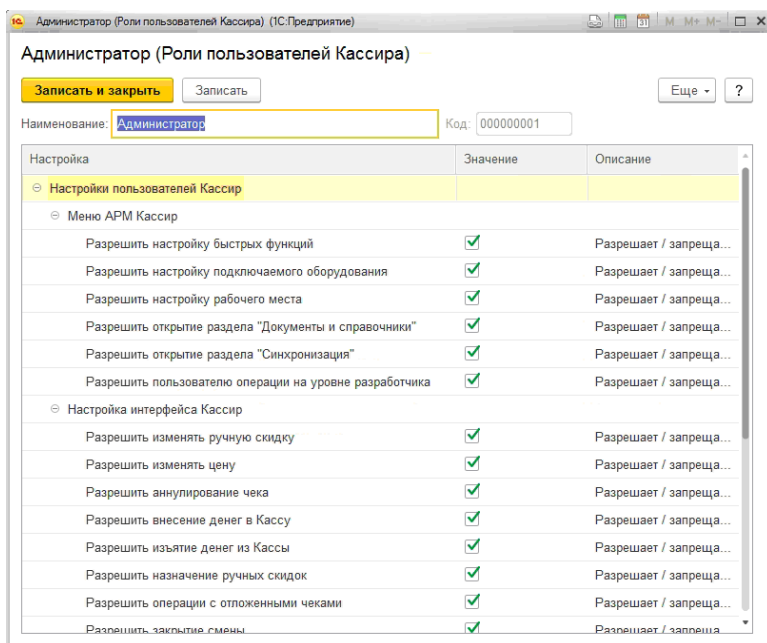 Администратор (Роли пользователей Кассира) (1С:Предприятие)
M M+ M-
Администратор (Роли пользователей Кассира)
Записать и закрыть Записать Еще ?
Наименование: Администратор Код: 000000001
Настройка Значение Описание
Настройки пользователей Кассир
Меню АРМ Кассир
Разрешить настройку быстрых функций Разрешает / запреща...
Разрешить настройку подключаемого оборудования Разрешает / запреща...
Разрешить настройку рабочего места Разрешает / запреща...
Разрешить открытие раздела "Документы и справочники" Разрешает / запреща...
Разрешить открытие раздела "Синхронизация" Разрешает / запреща...
Разрешить пользователю операции на уровне разработчика Разрешает / запреща...
Настройка интерфейса Кассир
Разрешить изменять ручную скидку Разрешает / запреща...
Разрешить изменять цену Разрешает / запреща...
Разрешить аннулирование чека Разрешает / запреща...
Разрешить внесение денег в Кассу Разрешает / запреща...
Разрешить изъятие денег из Кассы Разрешает / запреща...
Разрешить назначение ручных скидок Разрешает / запреща...
Разрешить операции с отложенными чеками Разрешает / запреща...
Разрешить закрытие смены Разрешает / запреща...